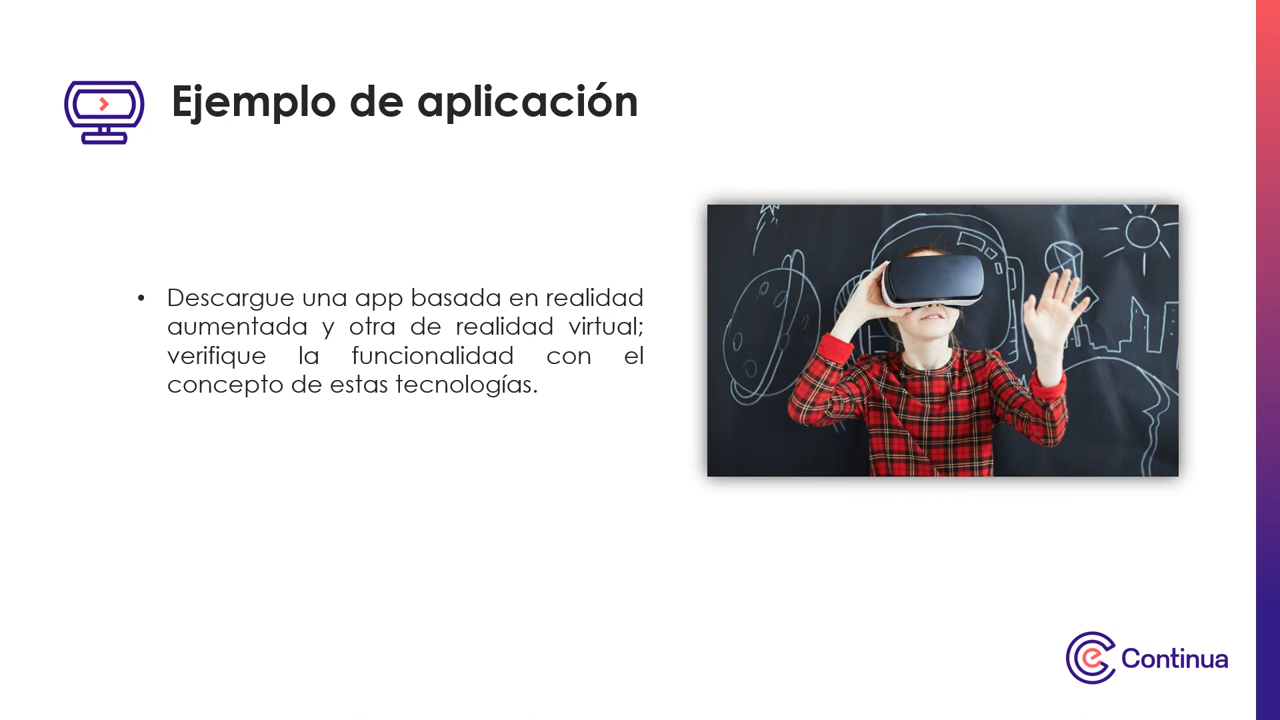 Ejemplo de aplicación
• Descargue una app basada en realidad
aumentada y otra de realidad virtual;
verifique la funcionalidad con el
concepto de estas tecnologías.
e Continua